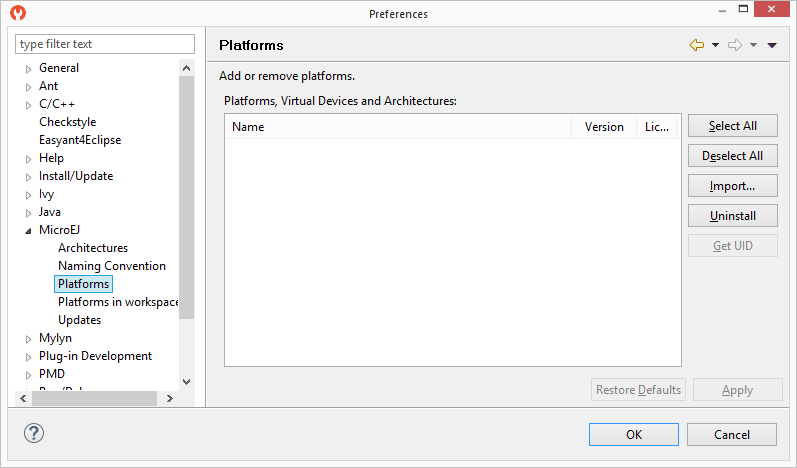 Preferences
type filter text
General
Ant
C/C++
Checkstyle
Easyant4Eclipse
Help
Install/Update
Ivy
Java
MicroEJ
Architectures
Naming Convention
Platforms
Platforms in workspace
Updates
Mylyn
Plug-in Development
PMD
Platforms
Add or remove platforms.
Platforms, Virtual Devices and Architectures:
Name Version Lic...
Select All
Deselect All
Import...
Uninstall
Get UID
Restore Defaults Apply
OK Cancel